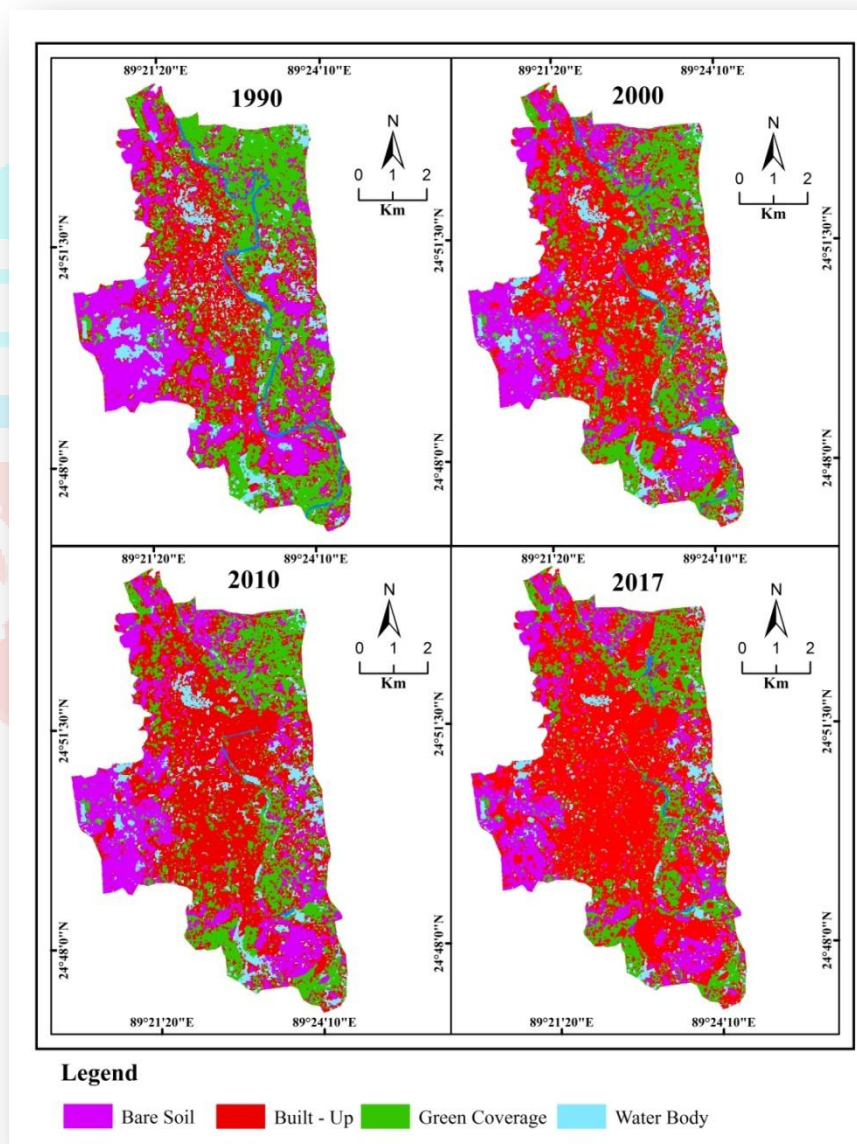 89°21'20"E 89°24'10"E 89°21'20"E 89°24'10"E
1990
2000
N
N
0 1 2
Km
0 1 2
Km
24°51'30"N
24°51'30"N
24°51'30"N
24°48'0"N
24°48'0"N
24°48'0"N
89°21'20"E 89°24'10"E 89°21'20"E 89°24'10"E
2010
2017
N
N
0 1 2
Km
0 1 2
Km
24°51'30"N
24°51'30"N
24°51'30"N
24°48'0"N
24°48'0"N
24°48'0"N
89°21'20"E 89°24'10"E 89°21'20"E 89°24'10"E
Legend
Bare Soil Built - Up Green Coverage Water Body